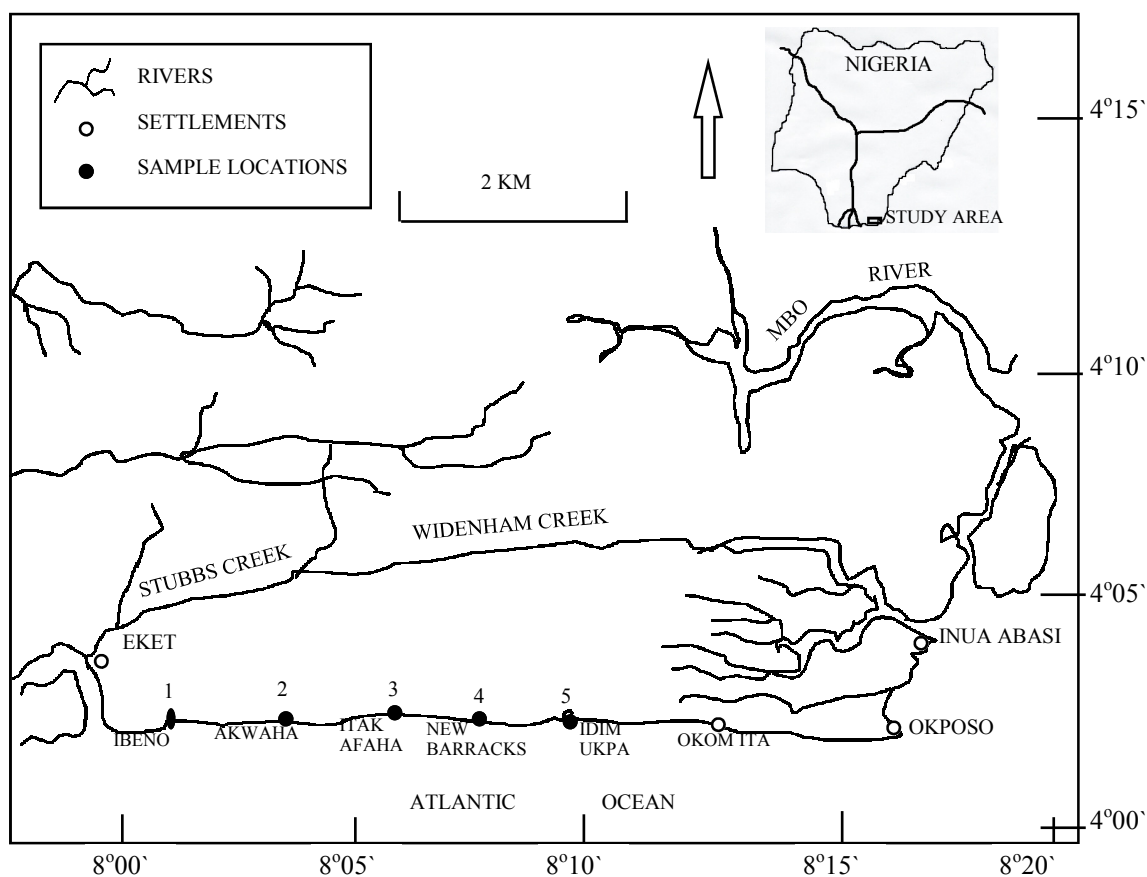 RIVERS
SETTLEMENTS
SAMPLE LOCATIONS
2 KM
NIGERIA
STUDY AREA
4°15`
RIVER
MBO
4°10`
WIDENHAM CREEK
STUBBS CREEK
4°05`
EKET
INUA ABASI
1
2
3
4
5
IBENO
AKWAHA
ITAK
AFAHA
NEW
BARRACKS
IDIM
UKPA
OKOM ITA
OKPOSO
ATLANTIC OCEAN
4°00`
8°00`
8°05`
8°10`
8°15`
8°20`